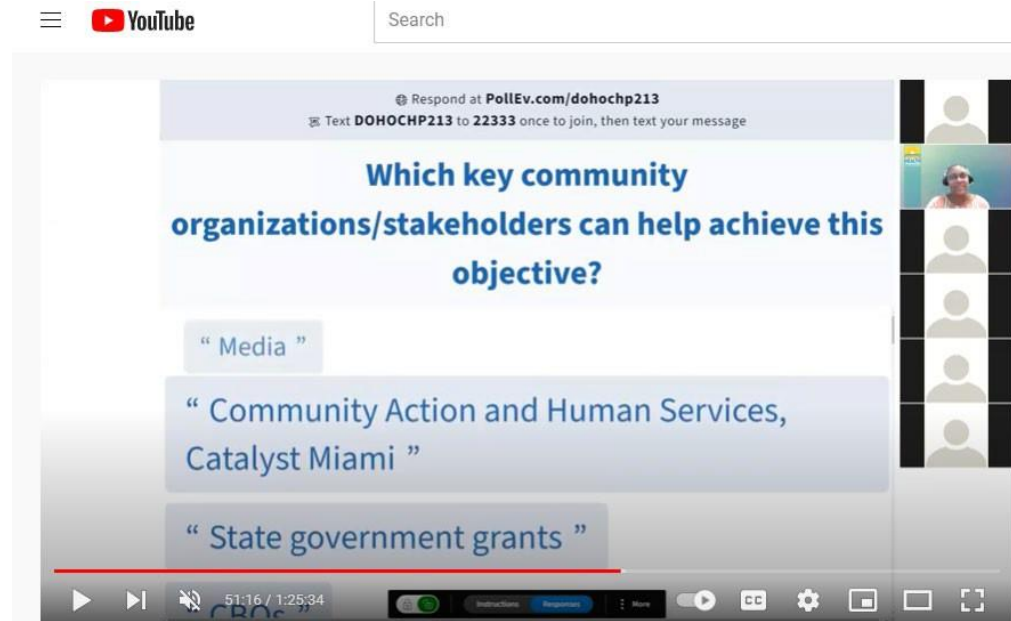 YouTube
Search
Respond at PollEv.com/dohochp213
Text DOHOCHP213 to 22333 once to join, then text your message
Which key community
organizations/stakeholders can help achieve this
objective?
“ Media ”
“ Community Action and Human Services,
Catalyst Miami ”
“ State government grants ”
“ CBOs ”
51:16 / 1:25:34
Instructions Responses More
CC